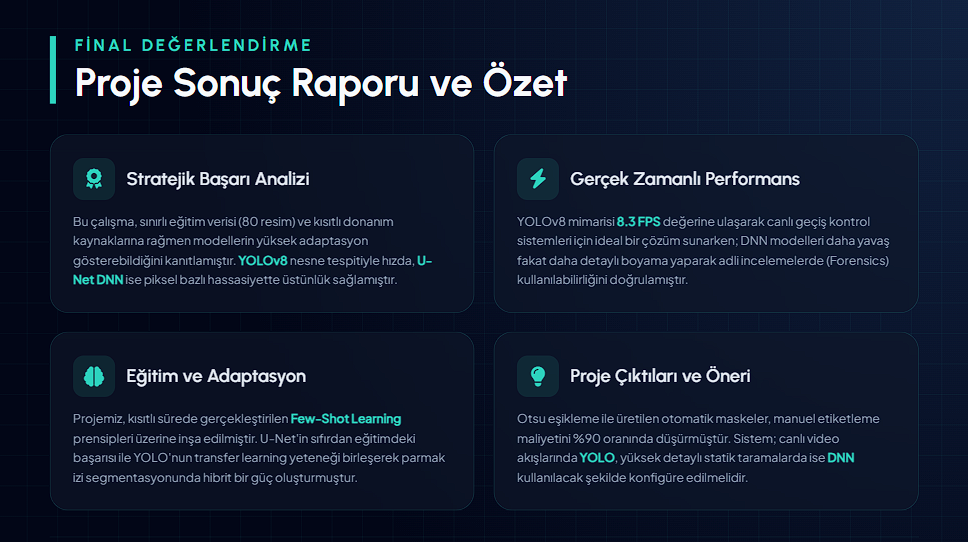 FİNAL DEĞERLENDİRME
Proje Sonuç Raporu ve Özet
Stratejik Başarı Analizi
Bu çalışma, sınırlı eğitim verisi (80 resim) ve kısıtlı donanım
kaynaklarına rağmen modellerin yüksek adaptasyon
gösterebildiğini kanıtlamıştır. YOLOv8 nesne tespitiyle hızda, U-
Net DNN ise piksel bazlı hassasiyette üstünlük sağlamıştır.
Gerçek Zamanlı Performans
YOLOv8 mimarisi 8.3 FPS değerine ulaşarak canlı geçiş kontrol
sistemleri için ideal bir çözüm sunarken; DNN modelleri daha yavaş
fakat daha detaylı boyama yaparak adli incelemelerde (Forensics)
kullanılabilirliğini doğrulamıştır.
Eğitim ve Adaptasyon
Projemiz, kısıtlı sürede gerçekleştirilen Few-Shot Learning
prensipleri üzerine inşa edilmiştir. U-Net'in sıfırdan eğitimdeki
başarısı ile YOLO'nun transfer learning yeteneği birleşerek parmak
izi segmentasyonunda hibrit bir güç oluşturmuştur.
Proje Çıktıları ve Öneri
Otsu eşikleme ile üretilen otomatik maskeler, manuel etiketleme
maliyetini %90 oranında düşürmüştür. Sistem; canlı video
akışlarında YOLO, yüksek detaylı statik taramalarda ise DNN
kullanılacak şekilde konfigüre edilmelidir.